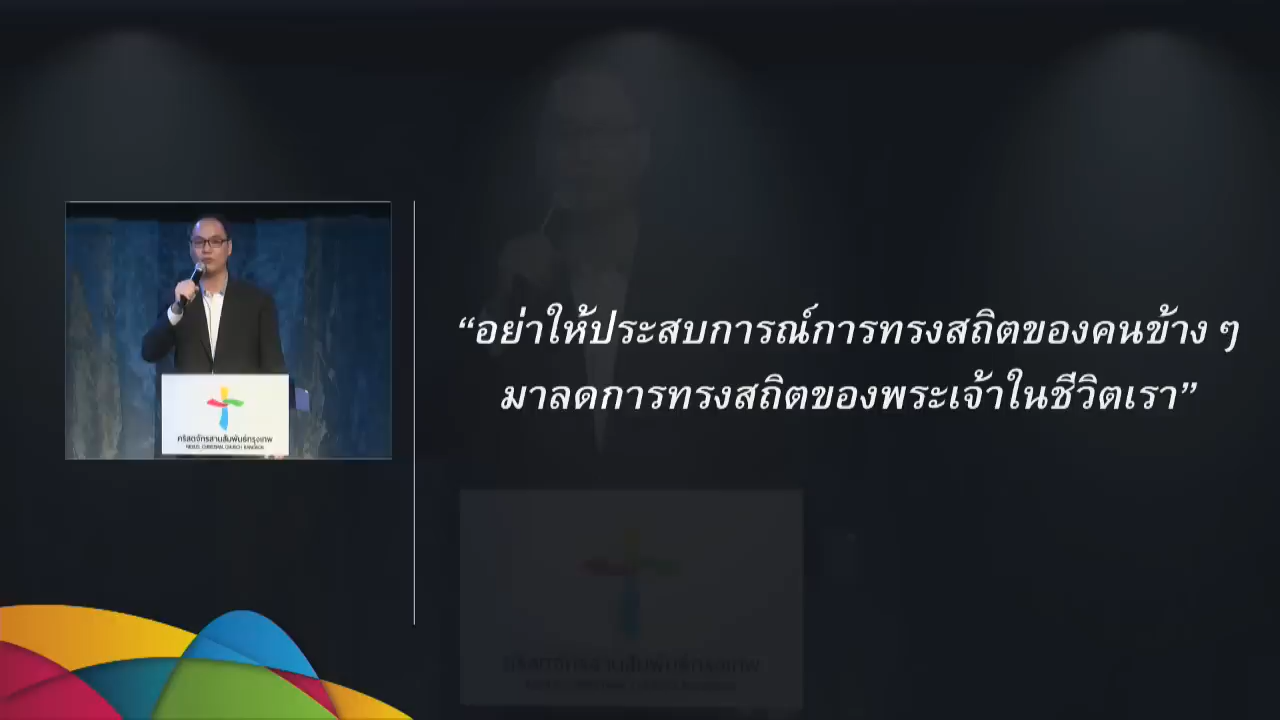 “อย่าให้ประสบการณ์การทรงสถิตของคนข้าง ๆ
มาลดการทรงสถิตของพระเจ้าในชีวิตเรา”
คริสตจักรสานสัมพันธ์กรุงเทพ
NEXUS CHRISTIAN CHURCH BANGKOK